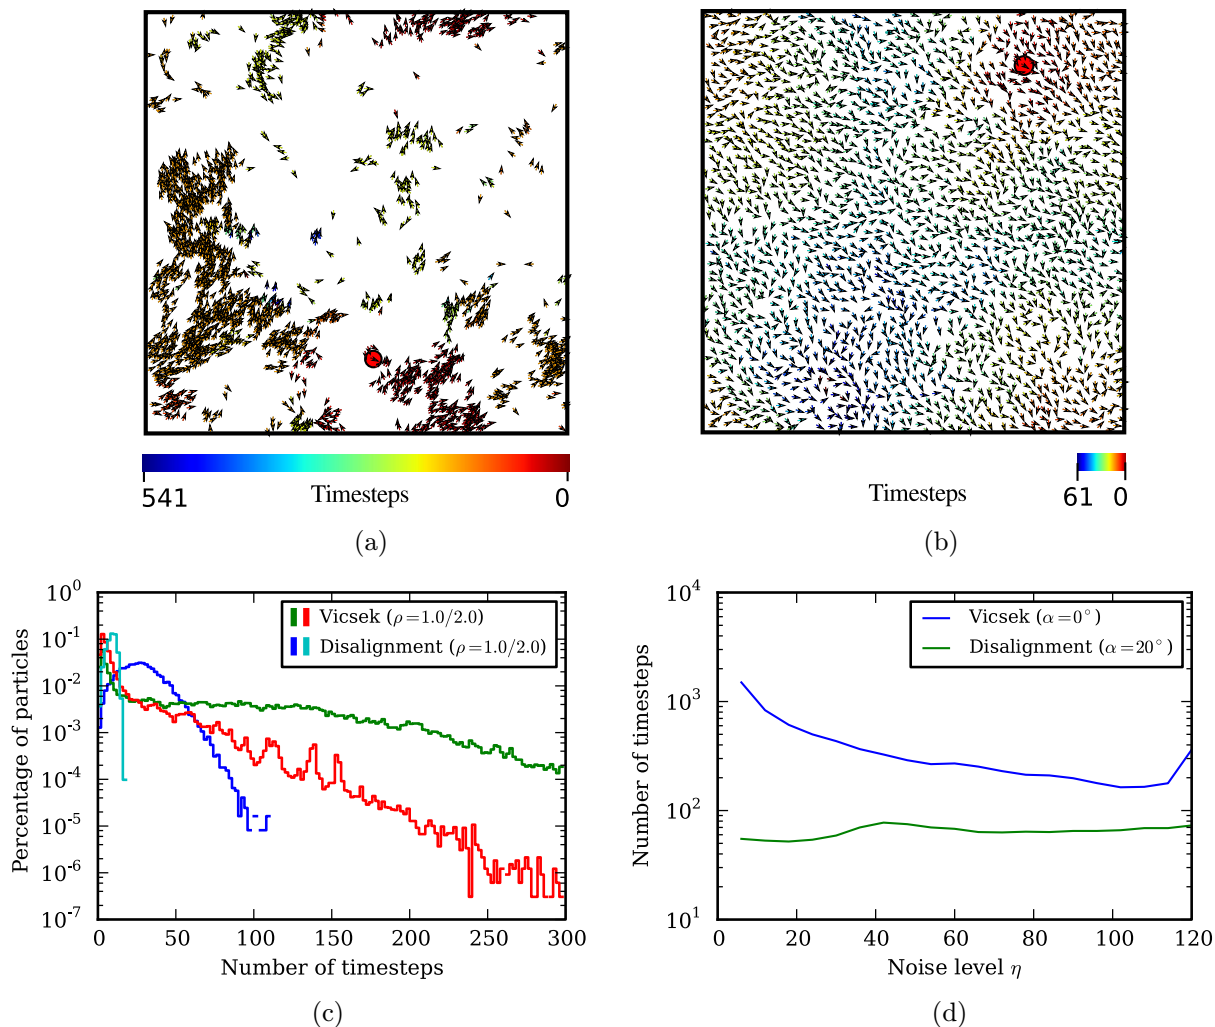 541 Timesteps 0
Timesteps 61 0
(a)
(b)
10^0
10^-1
10^-2
10^-3
10^-4
10^-5
10^-6
10^-7
Percentage of particles
Vicsek (ρ=1.0/2.0)
Disalignment (ρ=1.0/2.0)
0 50 100 150 200 250 300
Number of timesteps
(c)
10^4
10^3
10^2
10^1
Number of timesteps
Vicsek (α=0°)
Disalignment (α=20°)
0 20 40 60 80 100 120
Noise level η
(d)